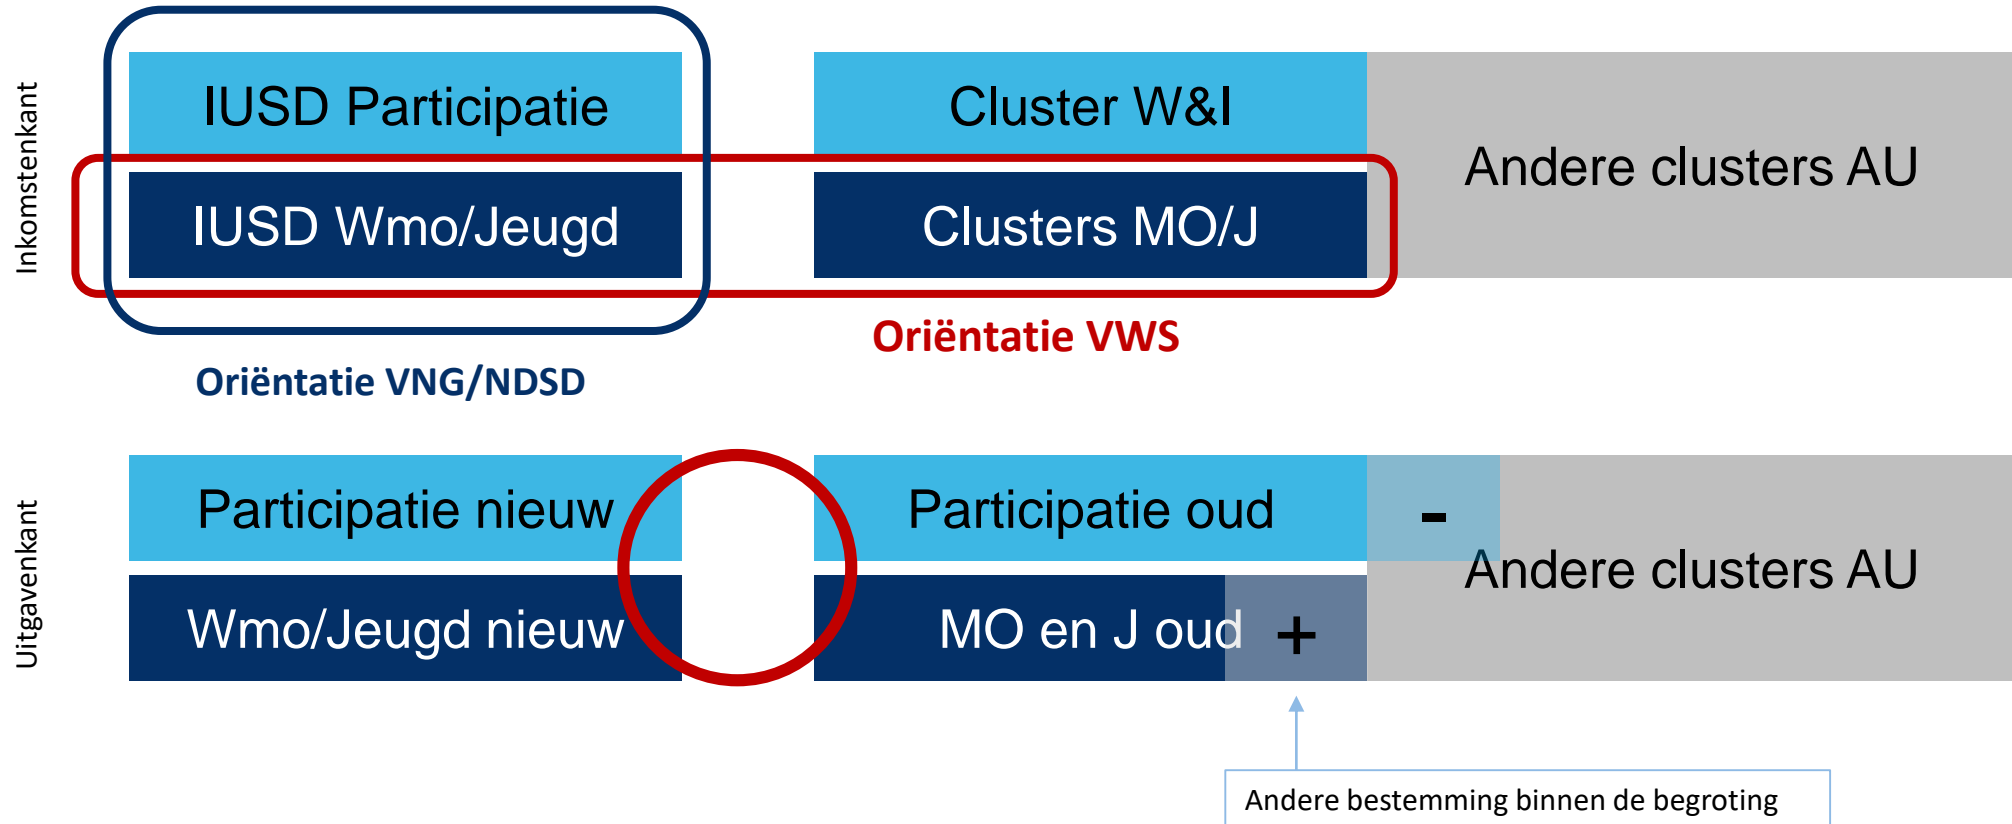 Inkomstenkant
IUSD Participatie
Cluster W&I
Andere clusters AU
IUSD Wmo/Jeugd
Clusters MO/J
Oriëntatie VWS
Oriëntatie VNG/NDSD
Uitgavenkant
Participatie nieuw
Participatie oud
-
Andere clusters AU
Wmo/Jeugd nieuw
MO en J oud
+
Andere bestemming binnen de begroting